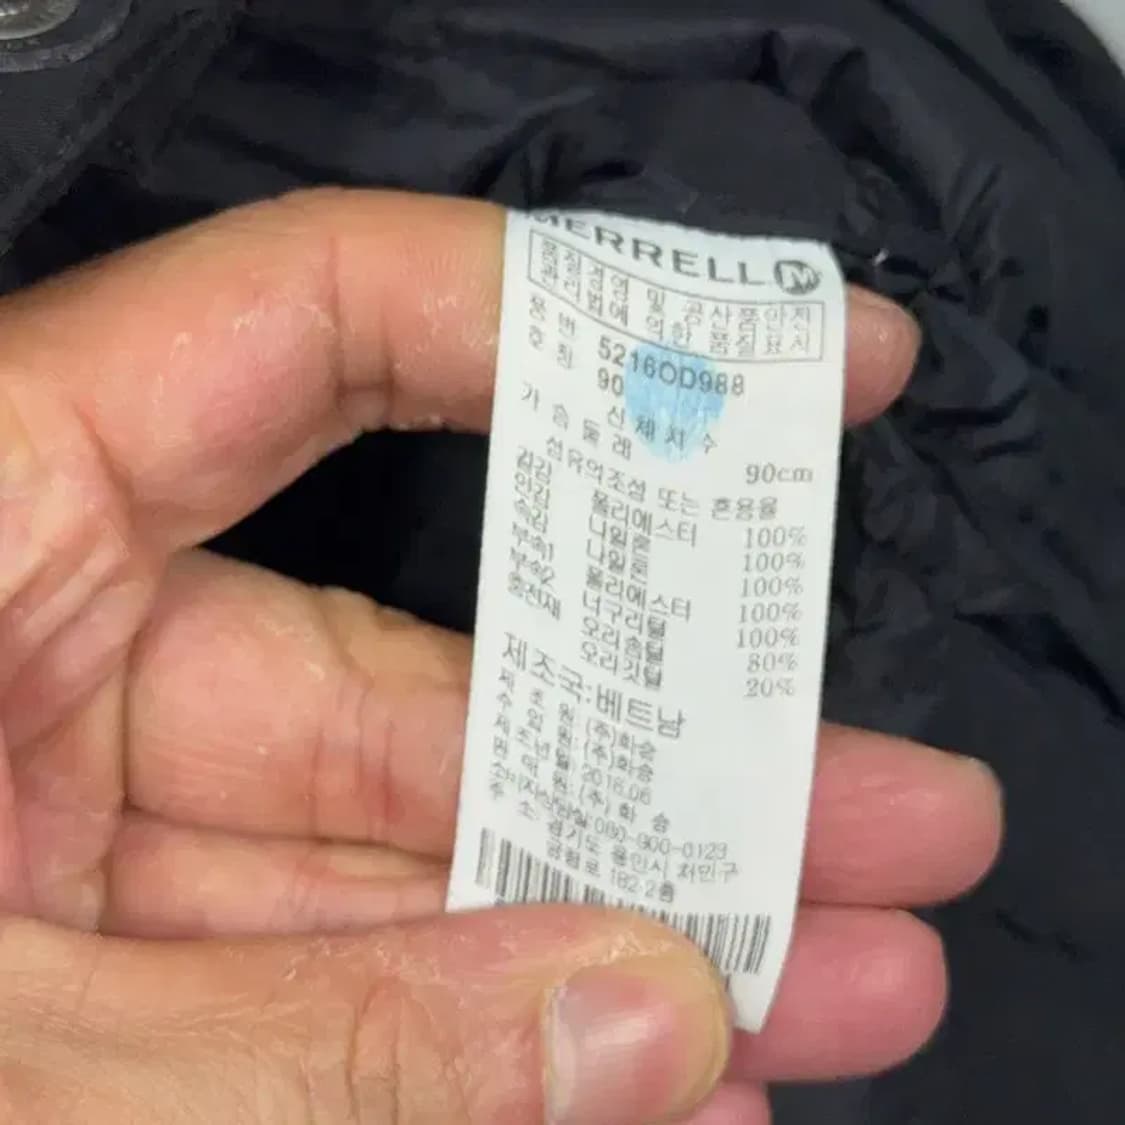 MERRELL M
품질경영 및 공산품안전
관리법에 의한 품질표시
품 번 5216OD988
호 칭 90
신 체 치 수
가 슴 둘 레 90cm
섬유의조성 또는 혼용율
겉감 폴리에스터 100%
안감 나일론 100%
속감 나일론 100%
부속1 폴리에스터 100%
부속2 너구리털 100%
충전재 오리솜털 80%
오리깃털 20%
제조국:베트남
제 조 원: (주)화승
수 입 원: (주)화승
제조년월: 2016.06
판 매 원: (주) 화 승
소비자상담실: 080-900-0123
주 소: 경기도 용인시 처인구
182-2